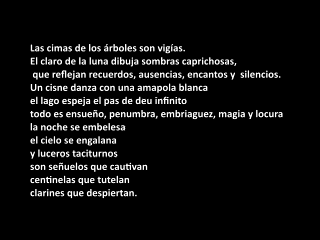 Las cimas de los árboles son vigías.
El claro de la luna dibuja sombras caprichosas,
que reflejan recuerdos, ausencias, encantos y silencios.
Un cisne danza con una amapola blanca
el lago espeja el pas de deu infinito
todo es ensueño, penumbra, embriaguez, magia y locura
la noche se embelesa
el cielo se engalana
y luceros taciturnos
son señuelos que cautivan
centinelas que tutelan
clarines que despiertan.